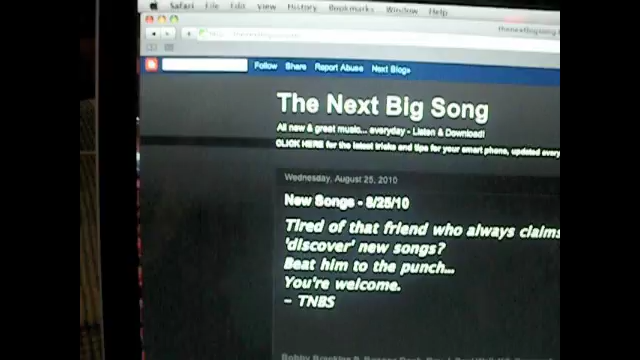 Safari File Edit View History Bookmarks Window Help
Follow Share Report Abuse Next Blog»
The Next Big Song
All new & great music... everyday - Listen & Download!
CLICK HERE for the latest tricks and tips for your smart phone, updated every
Wednesday, August 25, 2010
New Songs - 8/25/10
Tired of that friend who always claims
'discover' new songs?
Beat him to the punch...
You're welcome.
- TNBS